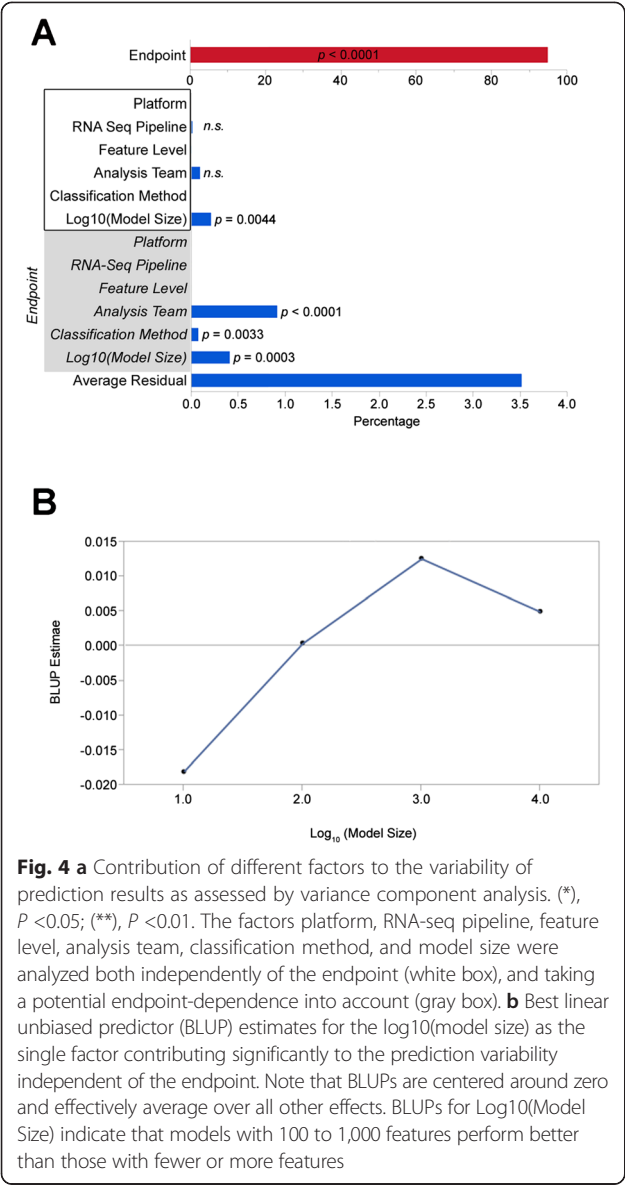 A
Endpoint
p < 0.0001
0 20 40 60 80 100
Platform
RNA Seq Pipeline n.s.
Feature Level
Analysis Team n.s.
Classification Method
Log10(Model Size) p = 0.0044
Endpoint
Platform
RNA-Seq Pipeline
Feature Level
Analysis Team p < 0.0001
Classification Method p = 0.0033
Log10(Model Size) p = 0.0003
Average Residual
0.0 0.5 1.0 1.5 2.0 2.5 3.0 3.5 4.0
Percentage
B
BLUP Estimae
0.015
0.010
0.005
0.000
-0.005
-0.010
-0.015
-0.020
1.0 2.0 3.0 4.0
Log10 (Model Size)
Fig. 4 a Contribution of different factors to the variability of
prediction results as assessed by variance component analysis. (*),
P <0.05; (**), P <0.01. The factors platform, RNA-seq pipeline, feature
level, analysis team, classification method, and model size were
analyzed both independently of the endpoint (white box), and taking
a potential endpoint-dependence into account (gray box). b Best linear
unbiased predictor (BLUP) estimates for the log10(model size) as the
single factor contributing significantly to the prediction variability
independent of the endpoint. Note that BLUPs are centered around zero
and effectively average over all other effects. BLUPs for Log10(Model
Size) indicate that models with 100 to 1,000 features perform better
than those with fewer or more features